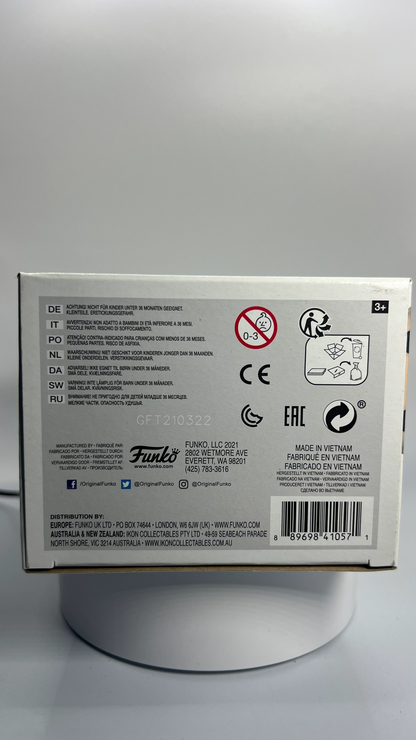 DE ACHTUNG! NICHT FÜR KINDER UNTER 36 MONATEN GEEIGNET.
KLEINTEILE. ERSTICKUNGSGEFAHR.
IT AVVERTENZA! NON ADATTO A BAMBINI DI ETÀ INFERIORE A 36 MESI.
PICCOLE PARTI. RISCHIO DI SOFFOCAMENTO.
PO ATENCÃO! CONTRA-INDICADO PARA CRIANÇAS COM MENOS DE 36 MESES.
PEQUENAS PARTES. RISCO DE ASFIXIA.
NL WAARSCHUWING! NIET GESCHIKT VOOR KINDEREN JONGER DAN 36 MAANDEN.
KLEINE ONDERDELEN. VERSTIKKINGSGEVAAR.
DA ADVARSEL! IKKE EGNET TIL BØRN UNDER 36 MÅNEDER.
SMÅ DELE. KVÆLNINGSFARE.
SW VARNING! INTE LÄMPLIG FÖR BARN UNDER 36 MÅNADER.
SMÅ DELAR. KVÄVNINGSRISK.
RU ВНИМАНИЕ! НЕ ПРИГОДНО ДЛЯ ДЕТЕЙ МЛАДШЕ 36 МЕСЯЦЕВ.
МЕЛКИЕ ЧАСТИ. ОПАСНОСТЬ УДУШЬЯ.
0-3
3+
CE
EAC
®
GFT210322
MANUFACTURED BY • FABRIQUÉ PAR
FABRICADO POR • HERGESTELLT DURCH
FABBRICATO DA • FABRICADO POR
VERVAARDIGD DOOR • FREMSTILLET AF
TILLVERKAD AV • ПРОИЗВОДИТЕЛЬ
Funko
www.funko.com
FUNKO, LLC 2021
2802 WETMORE AVE
EVERETT, WA 98201
(425) 783-3616
/OriginalFunko @OriginalFunko @OriginalFunko
MADE IN VIETNAM
FABRIQUÉ EN VIETNAM
FABRICADO EN VIETNAM
HERGESTELLT IN VIETNAM • FABBRICATO IN VIETNAM
FABRICADO NA VIETNAM • VERVAARDIGD IN VIETNAM
PRODUCERET I VIETNAM • TILLVERKAD • VIETNAM
СДЕЛАНО ВО ВЬЕТНАМЕ
DISTRIBUTION BY:
EUROPE: FUNKO UK LTD • PO BOX 74644 • LONDON, W6 6JW (UK) • WWW.FUNKO.COM
AUSTRALIA & NEW ZEALAND: IKON COLLECTABLES PTY LTD • 49-59 SEABEACH PARADE
NORTH SHORE, VIC 3214 AUSTRALIA • WWW.IKONCOLLECTABLES.COM.AU
8 89698 41057 1